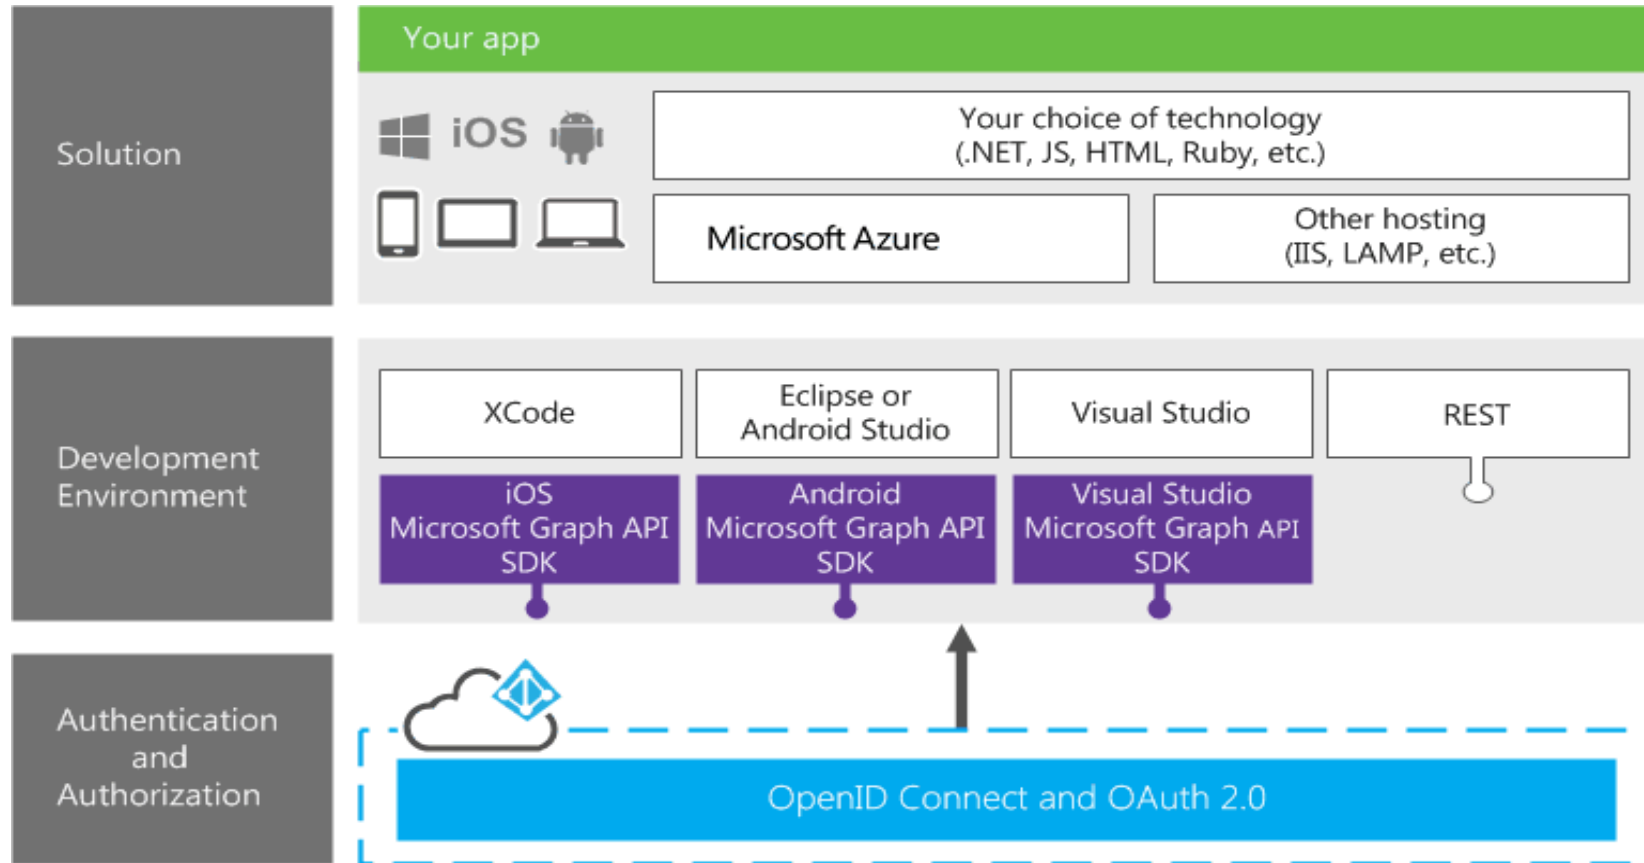 Your app
Solution
iOS
Your choice of technology
(.NET, JS, HTML, Ruby, etc.)
Microsoft Azure
Other hosting
(IIS, LAMP, etc.)
Development
Environment
XCode
Eclipse or
Android Studio
Visual Studio
REST
iOS
Microsoft Graph API
SDK
Android
Microsoft Graph API
SDK
Visual Studio
Microsoft Graph API
SDK
Authentication
and
Authorization
OpenID Connect and OAuth 2.0